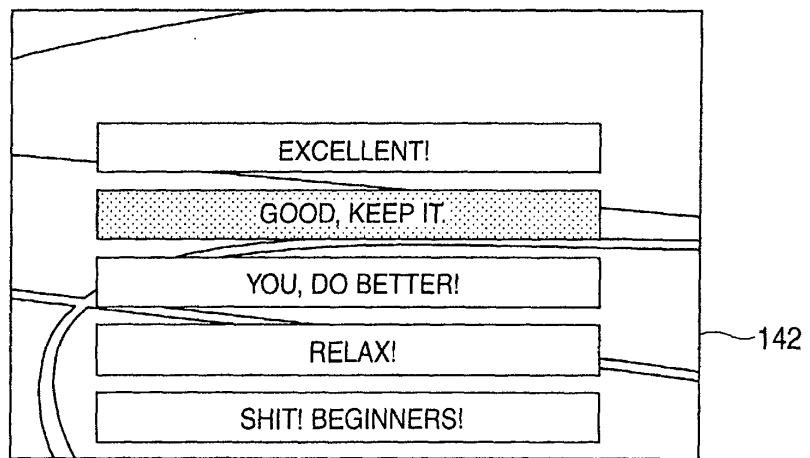 EXCELLENT!
GOOD, KEEP IT.
YOU, DO BETTER!
RELAX!
142
SHIT! BEGINNERS!